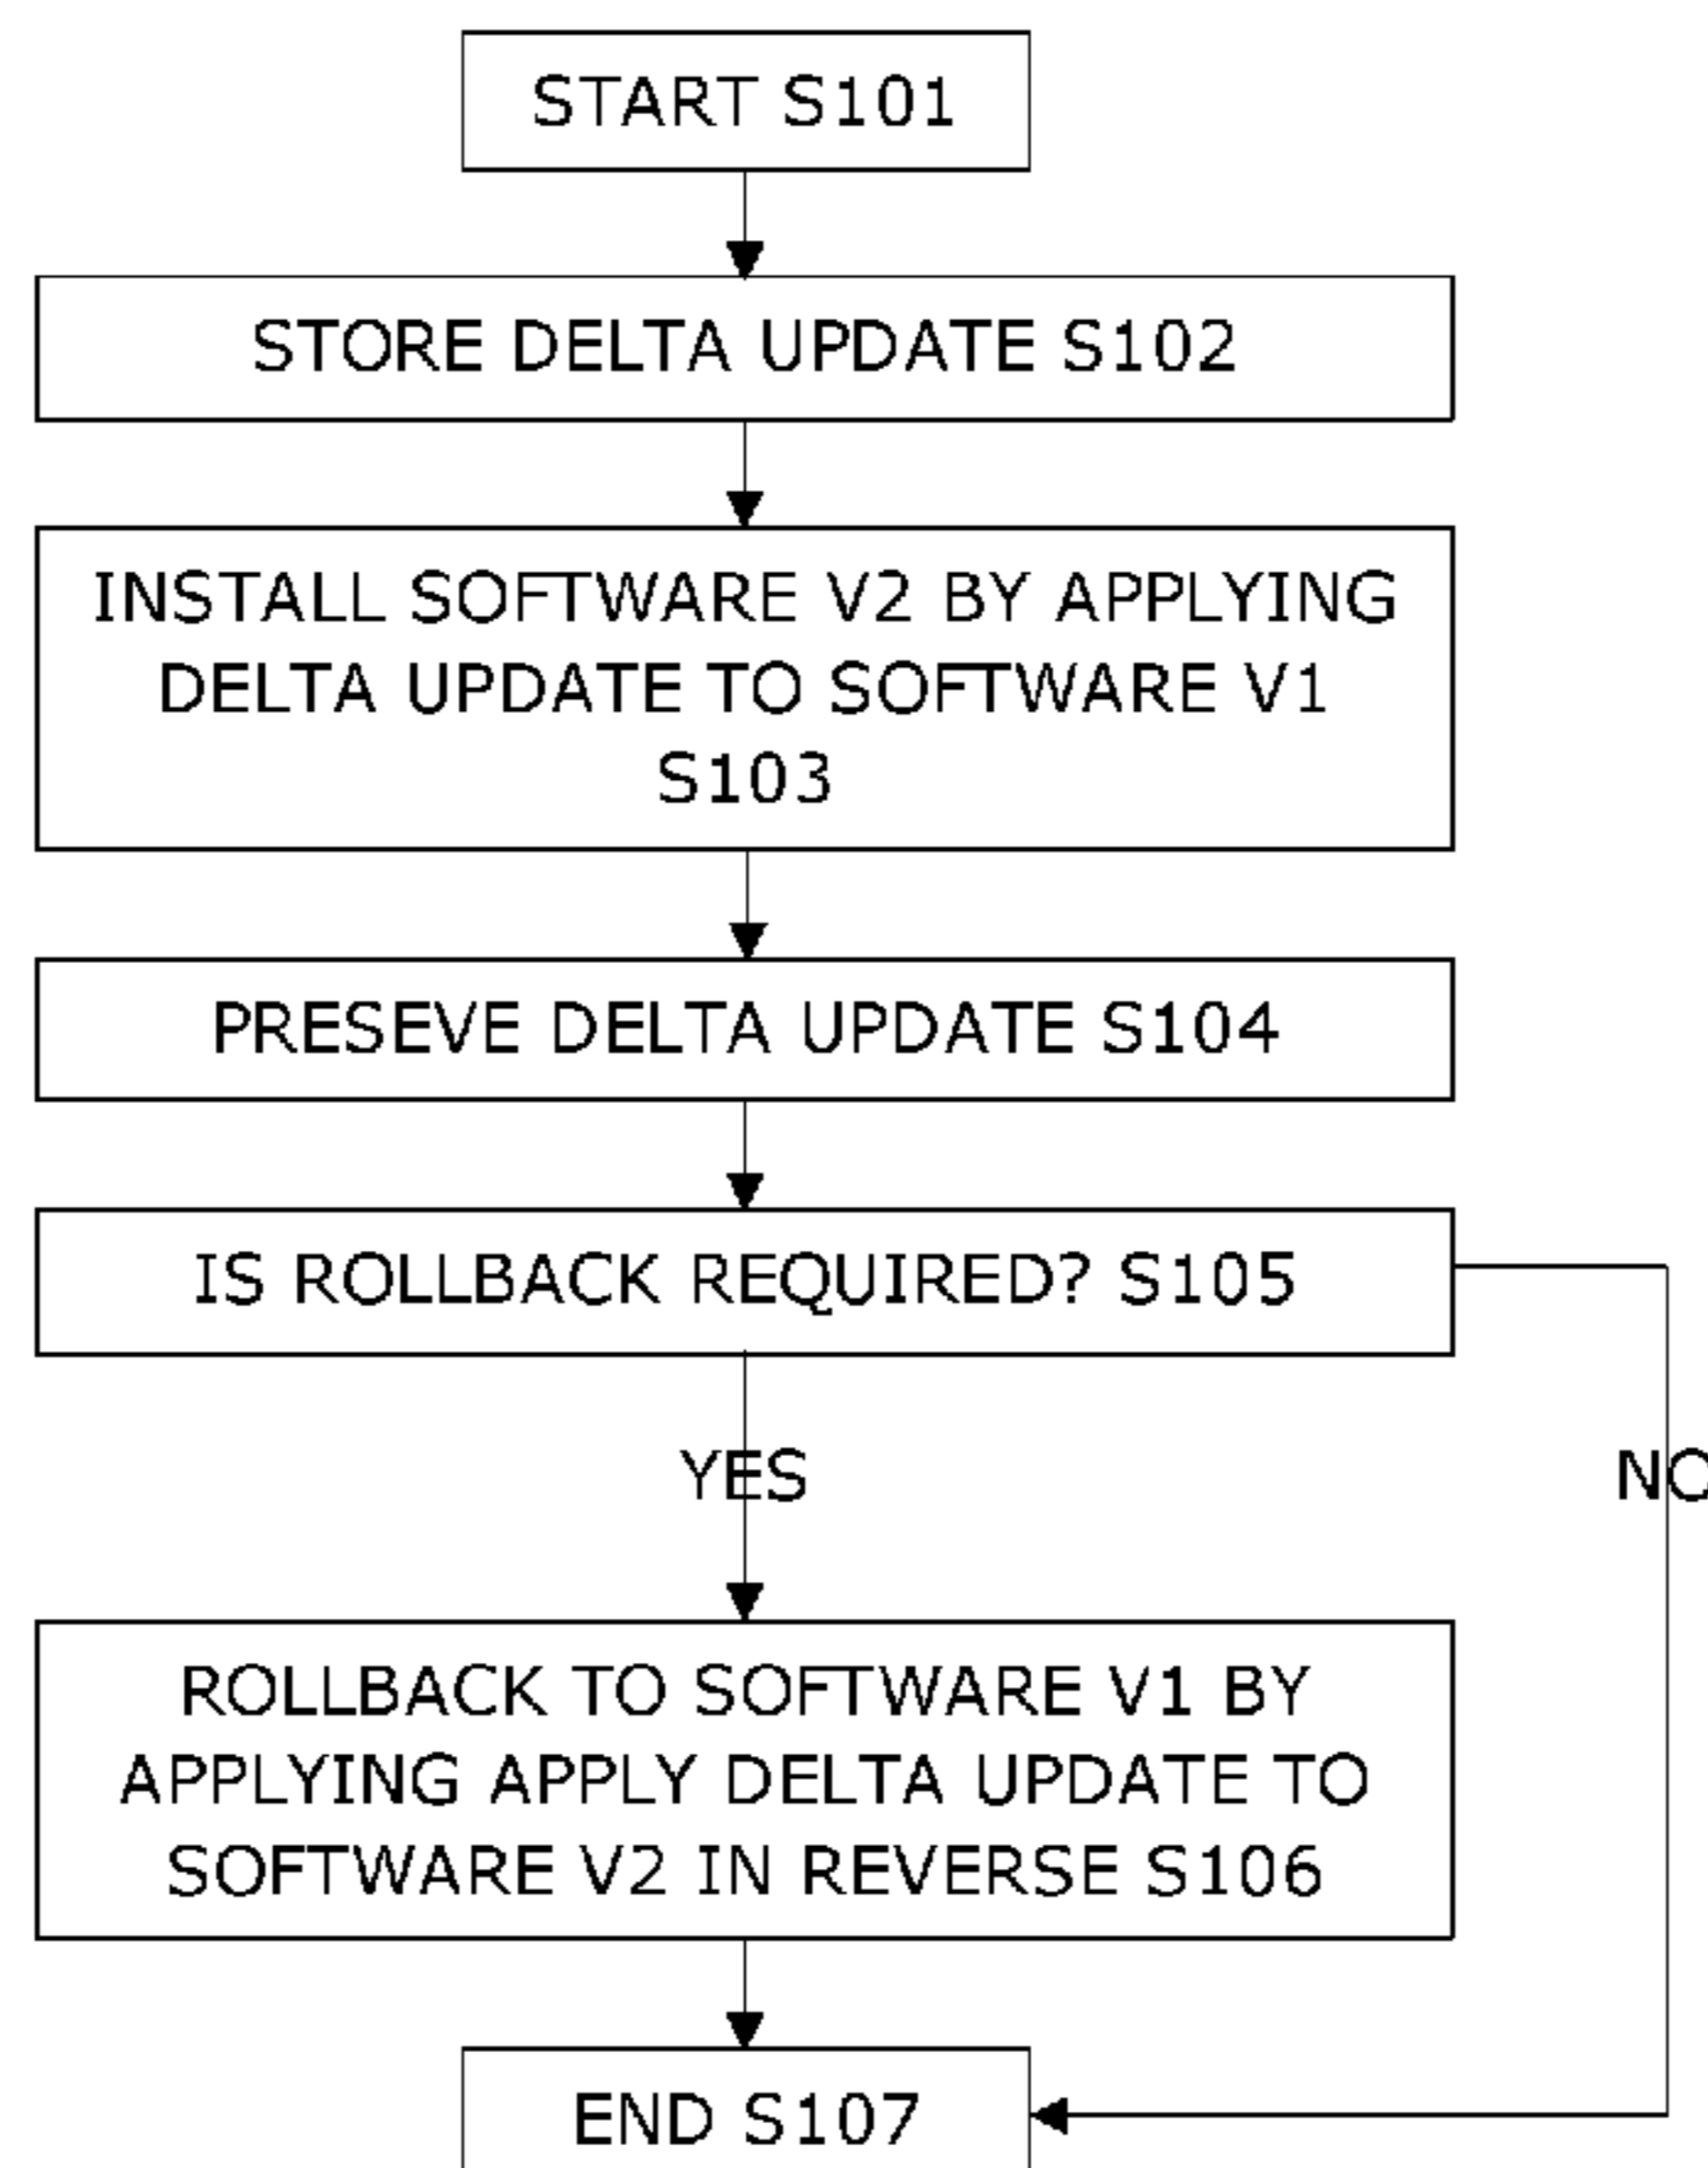 START S101
STORE DELTA UPDATE S102
INSTALL SOFTWARE V2 BY APPLYING
DELTA UPDATE TO SOFTWARE V1
S103
PRESEVE DELTA UPDATE S104
IS ROLLBACK REQUIRED? S105
YES
NO
ROLLBACK TO SOFTWARE V1 BY
APPLYING APPLY DELTA UPDATE TO
SOFTWARE V2 IN REVERSE S106
END S107